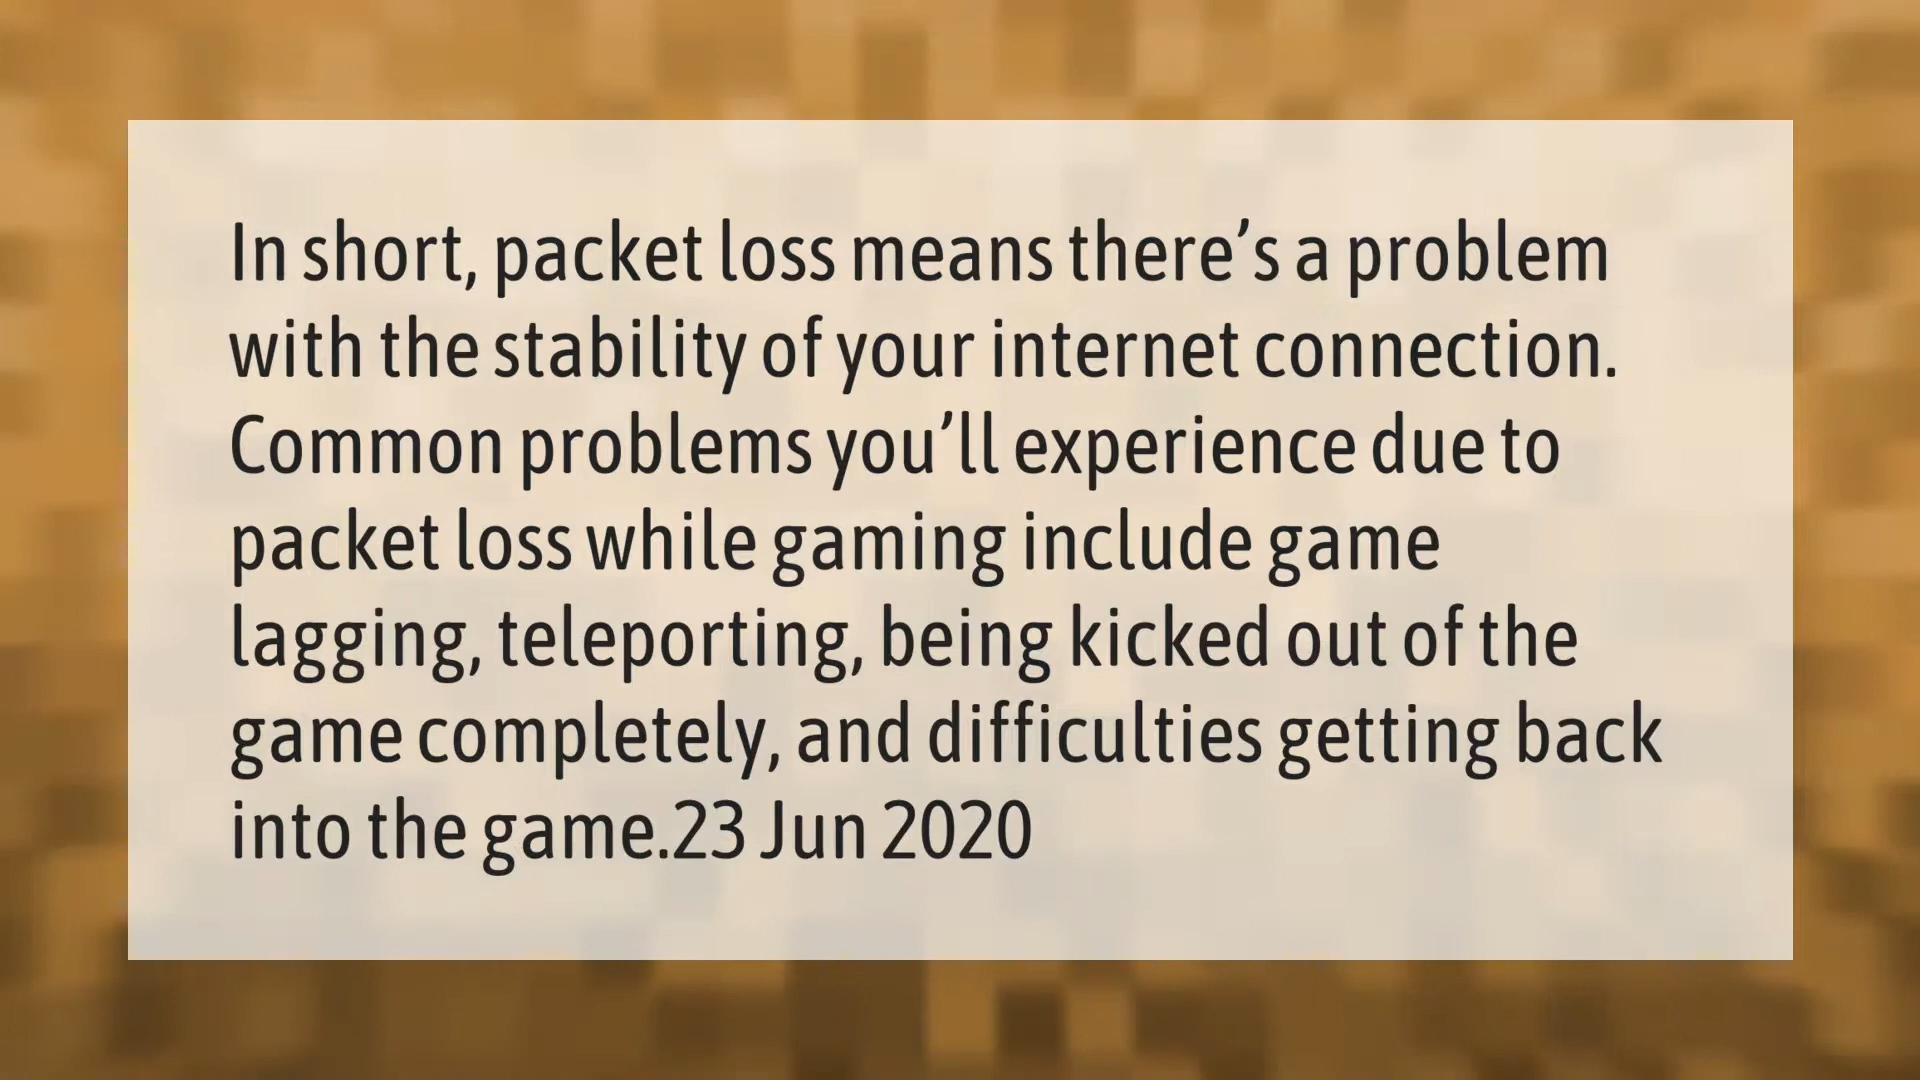 In short, packet loss means there’s a problem
with the stability of your internet connection.
Common problems you’ll experience due to
packet loss while gaming include game
lagging, teleporting, being kicked out of the
game completely, and difficulties getting back
into the game.23 Jun 2020